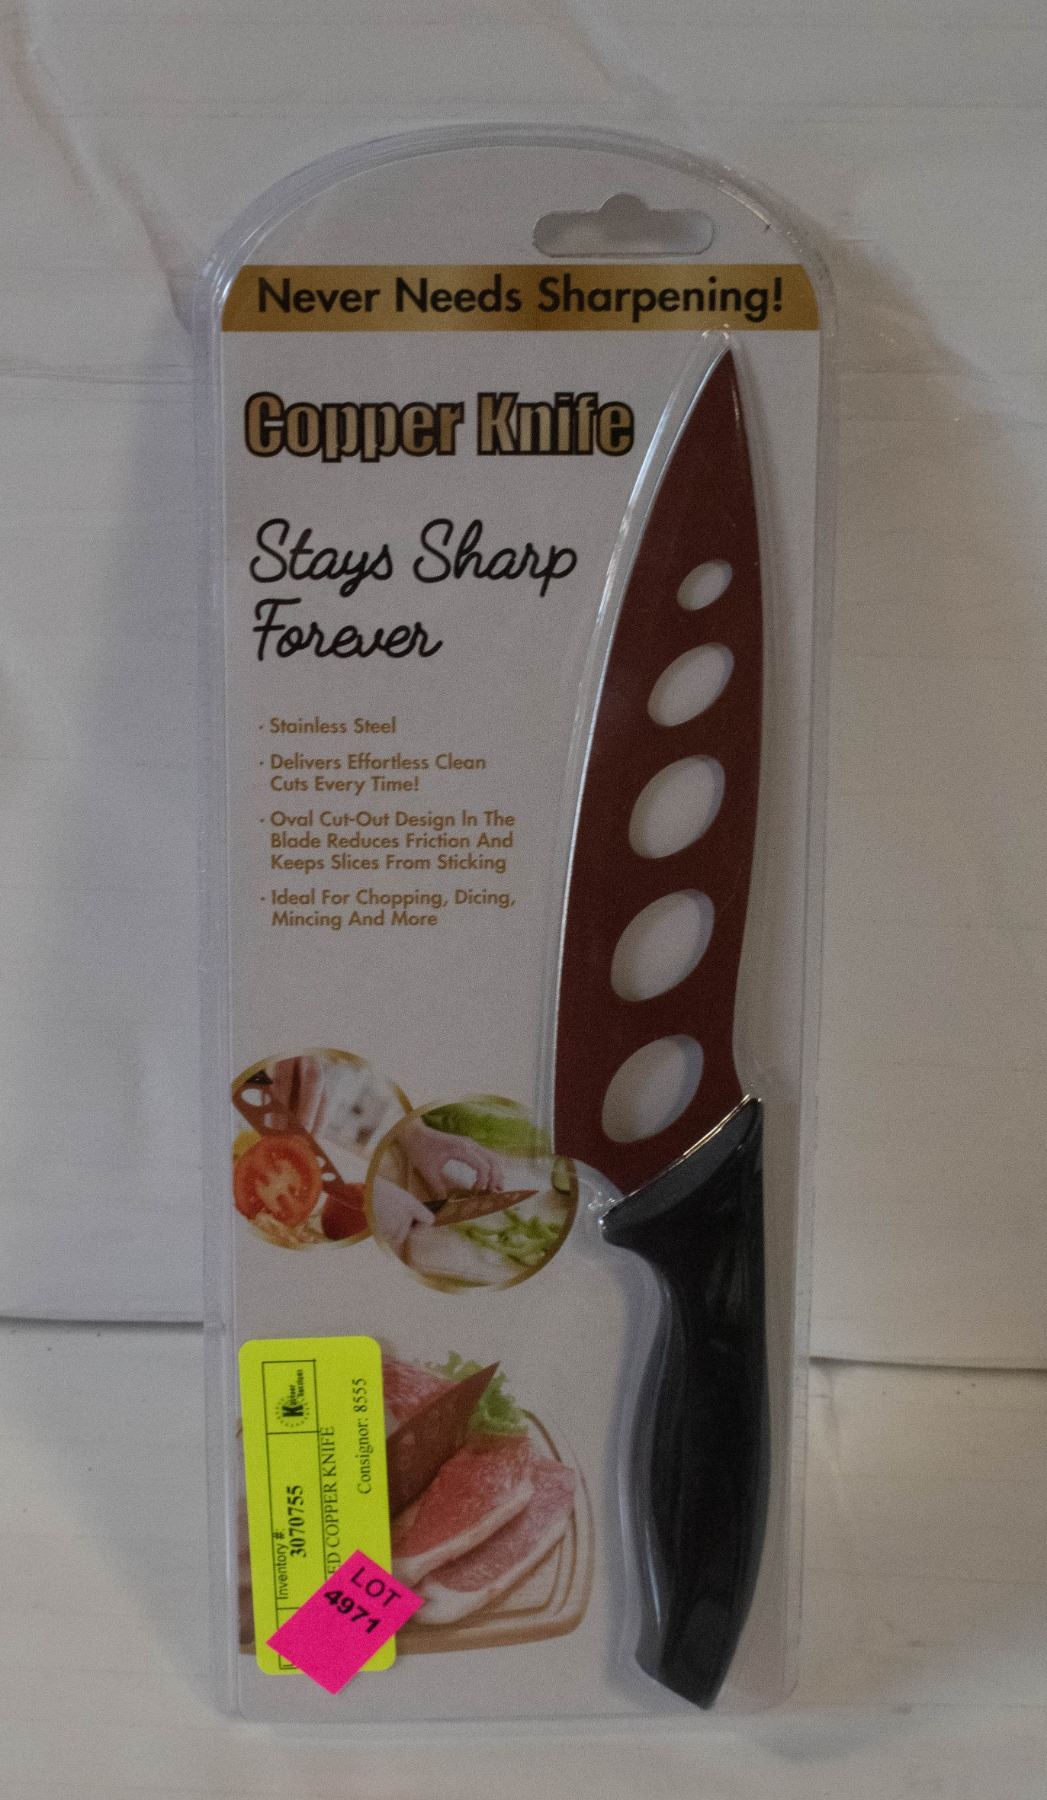 Never Needs Sharpening!
Copper Knife
Stays Sharp
Forever
· Stainless Steel
· Delivers Effortless Clean
Cuts Every Time!
· Oval Cut-Out Design In The
Blade Reduces Friction And
Keeps Slices From Sticking
· Ideal For Chopping, Dicing,
Mincing And More
Inventory #:
3070755
ED COPPER KNIFE
Consignor: 8555
LOT
4971